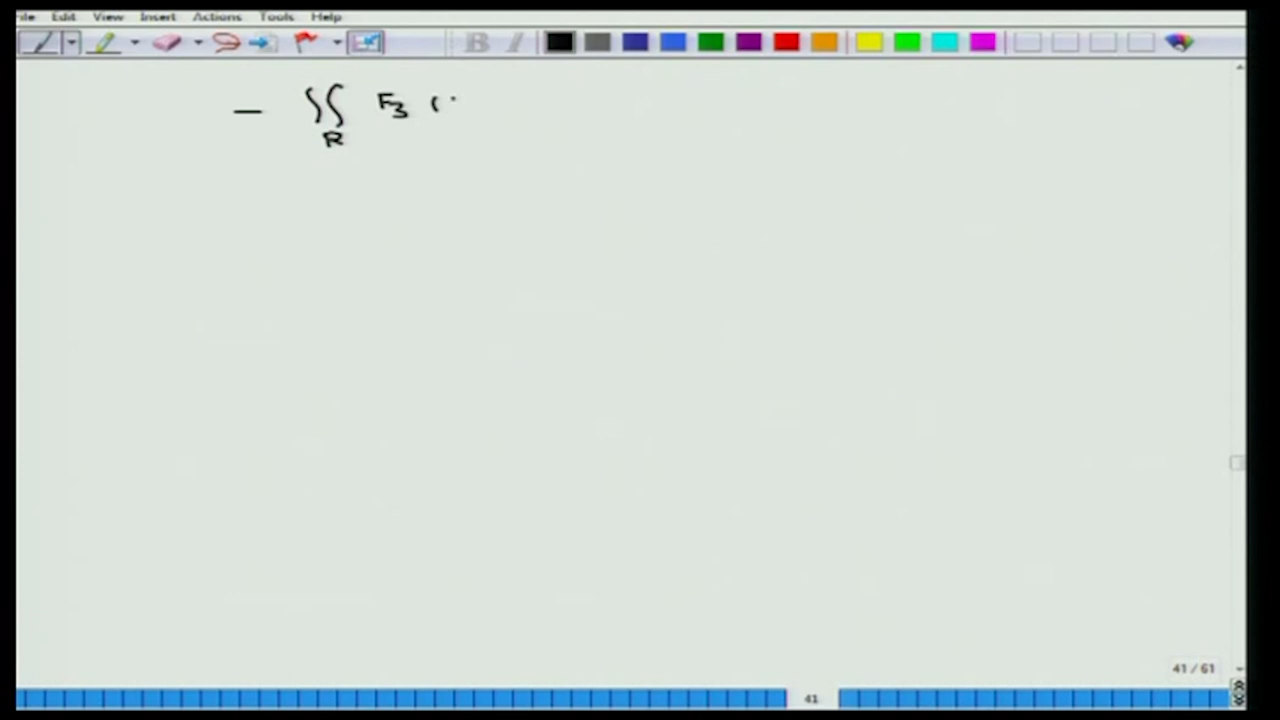 File Edit View Insert Actions Tools Help
B I
− ∬ F₃ (
R
41 / 61
41